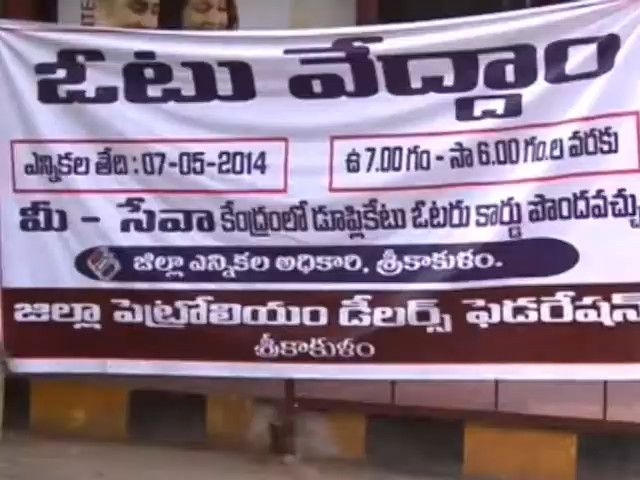 ఓటు వేద్దాం
ఎన్నికల తేది : 07-05-2014
ఉ 7.00 గం - సా 6.00 గం.ల వరకు
మీ - సేవా కేంద్రంలో డూప్లికేటు ఓటరు కార్డు పొందవచ్చు
జిల్లా ఎన్నికల అధికారి, శ్రీకాకుళం.
జిల్లా పెట్రోలియం డీలర్స్ ఫెడరేషన్
శ్రీకాకుళం